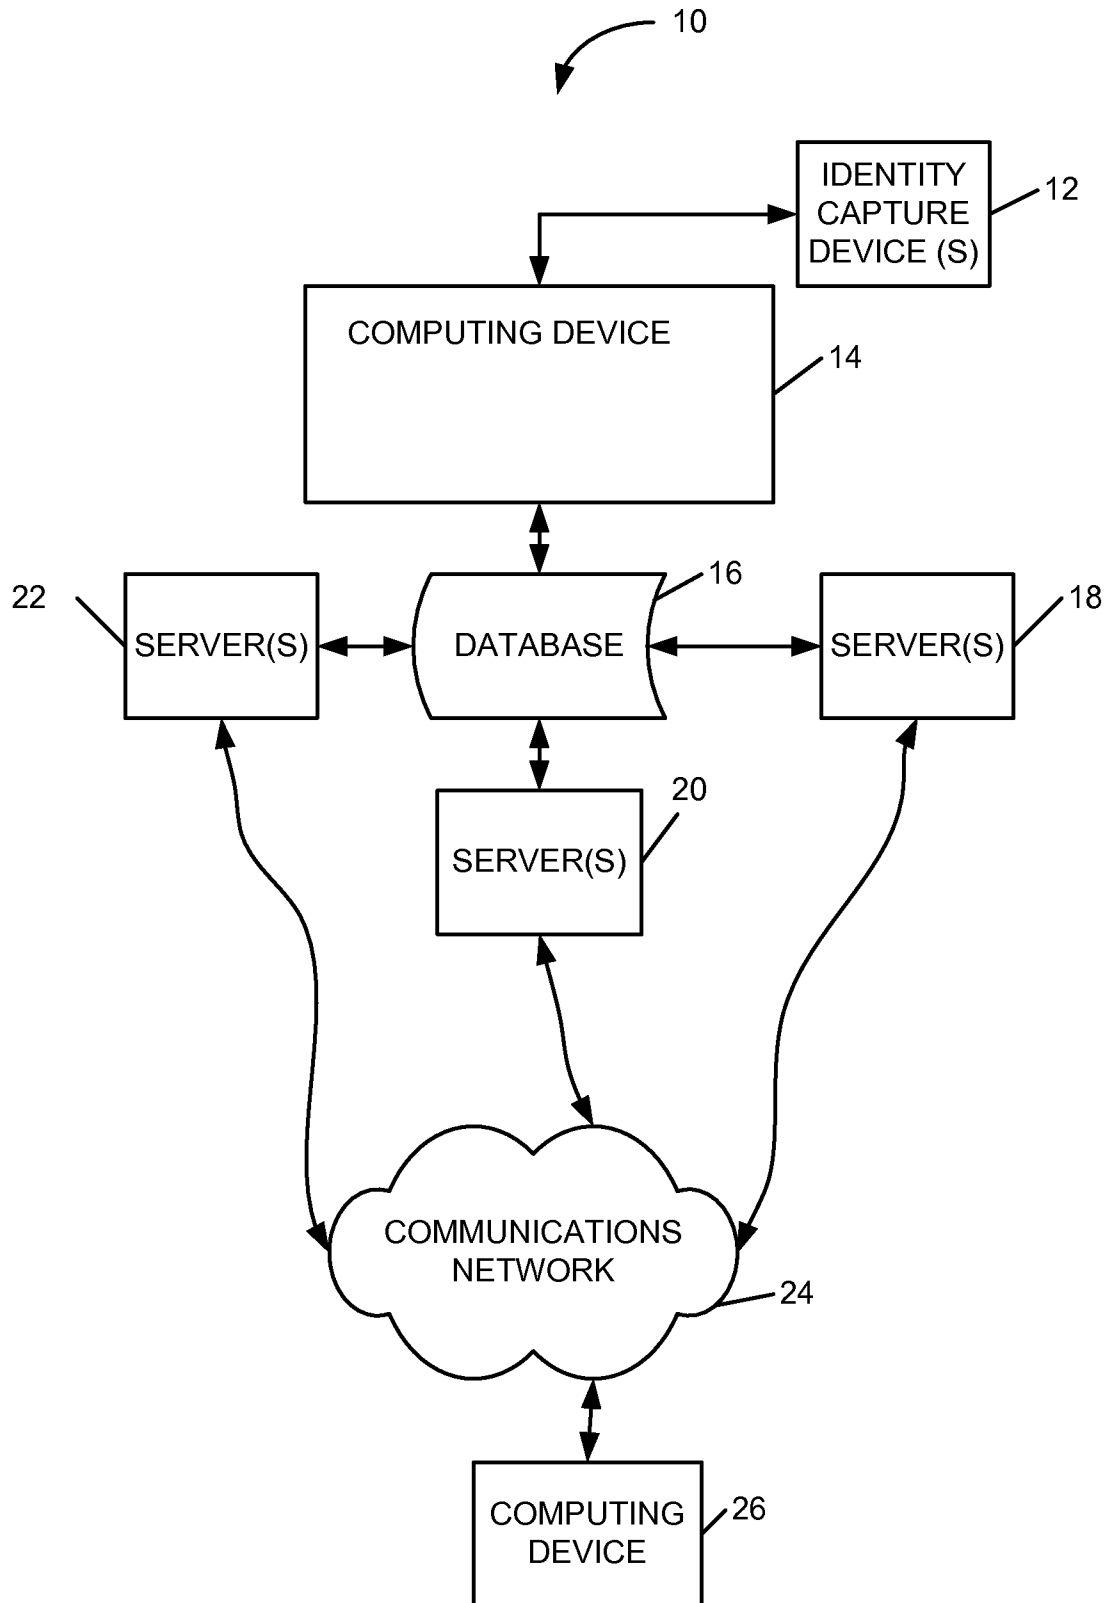 10
IDENTITY
CAPTURE
DEVICE (S)
12
COMPUTING DEVICE
14
16
22
18
SERVER(S)
DATABASE
SERVER(S)
20
SERVER(S)
COMMUNICATIONS
NETWORK
24
COMPUTING
DEVICE
26